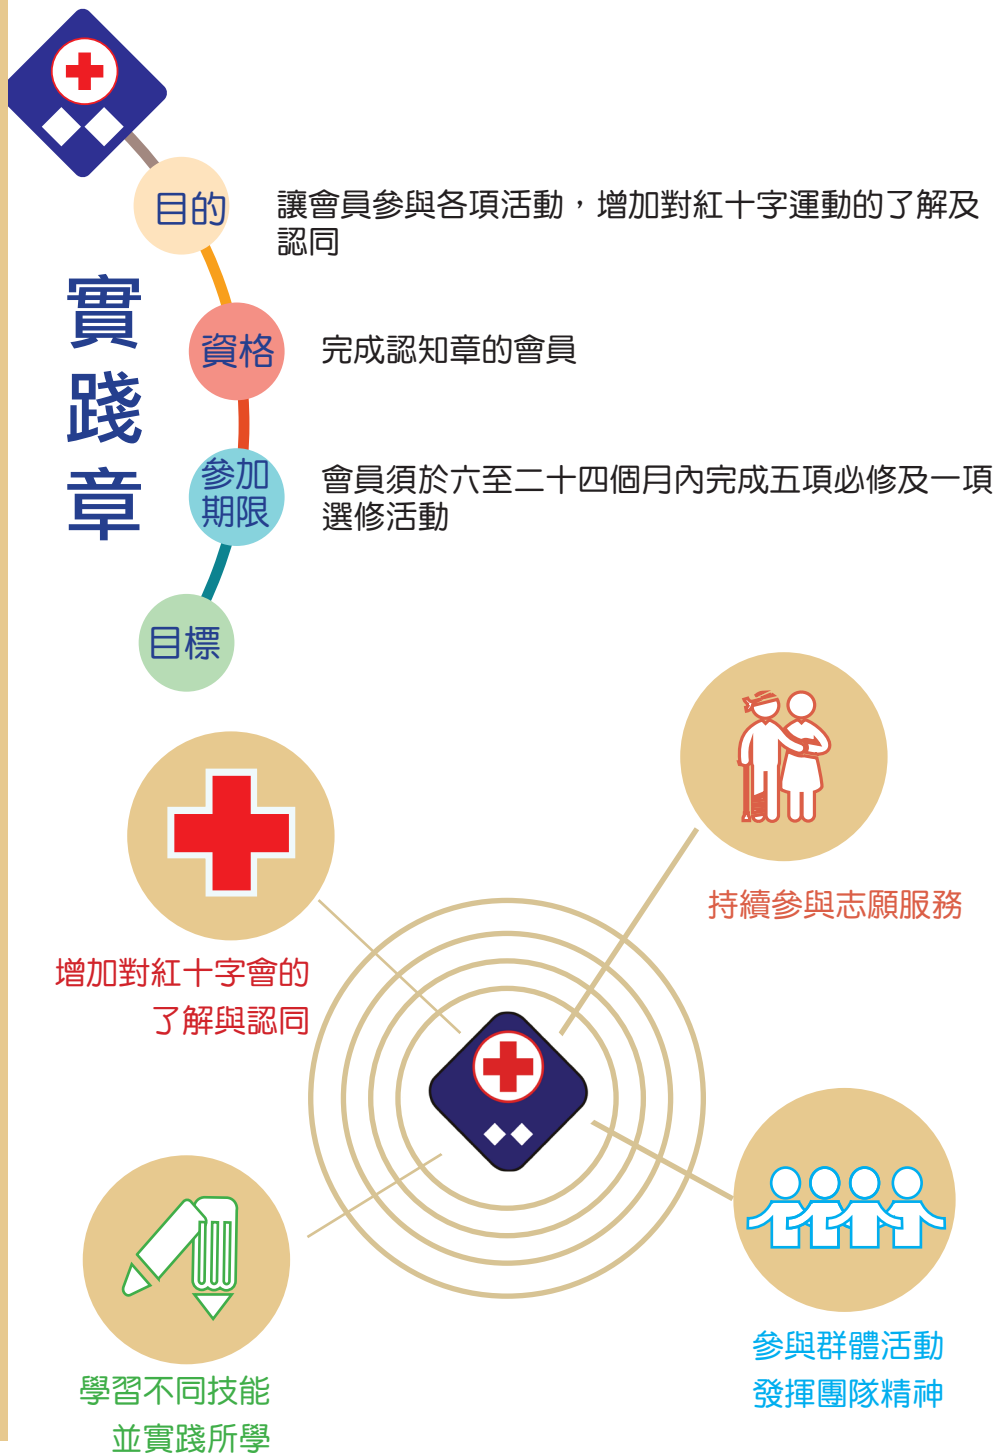 實踐章
目的
讓會員參與各項活動，增加對紅十字運動的了解及
認同
資格
完成認知章的會員
參加
期限
會員須於六至二十四個月內完成五項必修及一項
選修活動
目標
持續參與志願服務
增加對紅十字會的
了解與認同
參與群體活動
發揮團隊精神
學習不同技能
並實踐所學